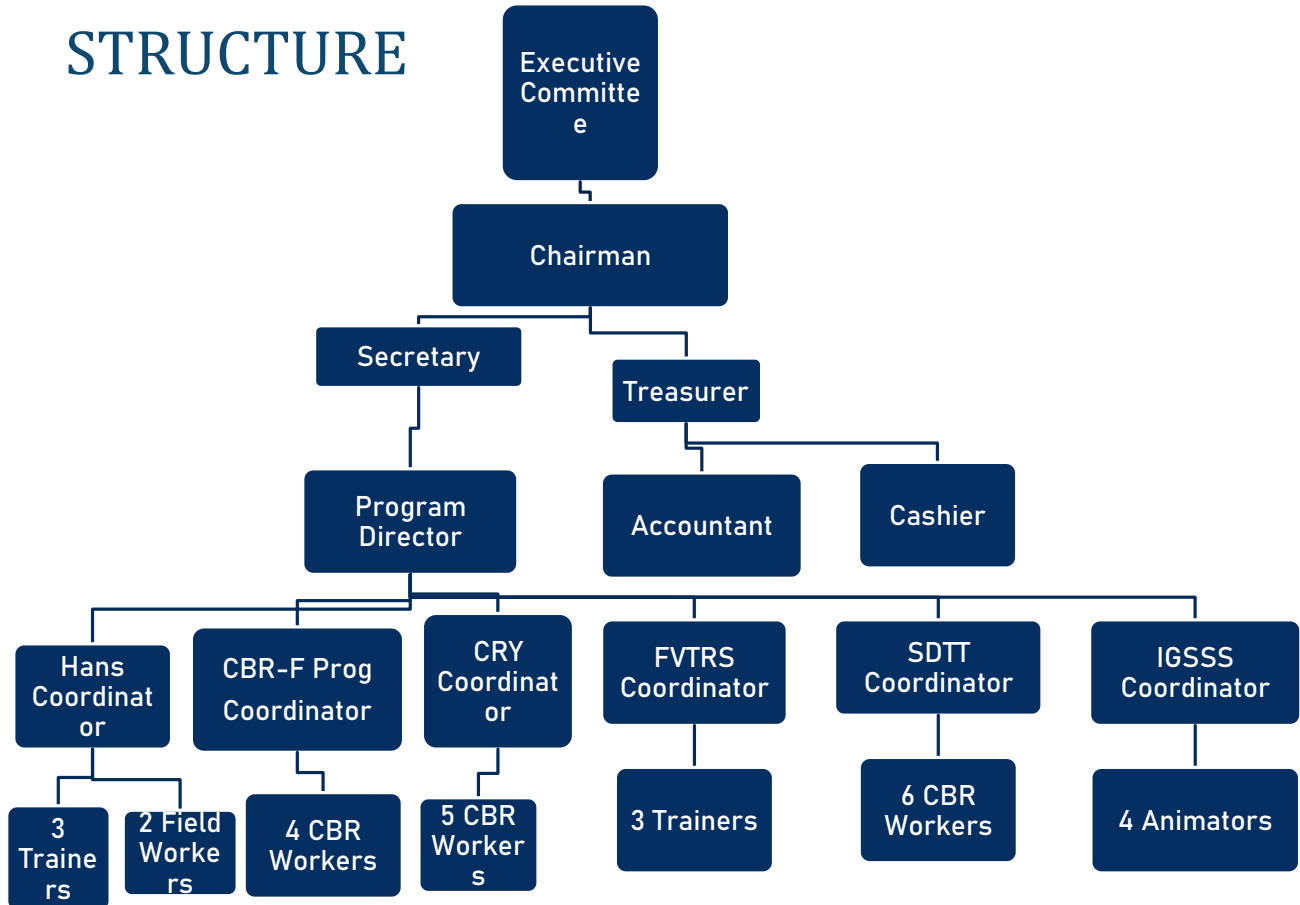 STRUCTURE
Executive
Committe
e
Chairman
Secretary
Treasurer
Program
Director
Accountant
Cashier
Hans
Coordinat
or
CBR-F Prog
Coordinator
CRY
Coordinat
or
FVTRS
Coordinator
SDTT
Coordinator
IGSSS
Coordinator
3
Traine
rs
2 Field
Worke
rs
4 CBR
Workers
5 CBR
Worker
s
3 Trainers
6 CBR
Workers
4 Animators